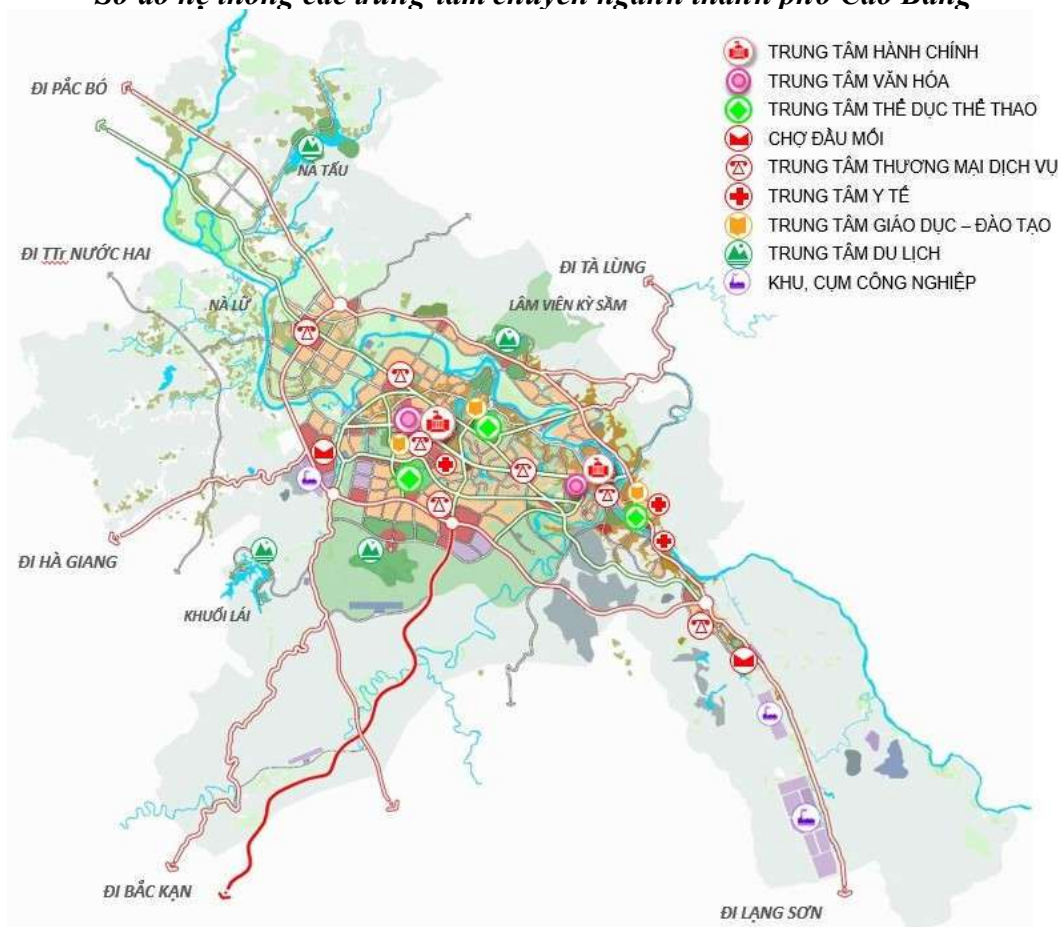 Sơ đồ hệ thống các trung tâm chuyên ngành thành phố Cao Bằng
TRUNG TÂM HÀNH CHÍNH
TRUNG TÂM VĂN HÓA
TRUNG TÂM THỂ DỤC THỂ THAO
CHỢ ĐẦU MỐI
TRUNG TÂM THƯƠNG MẠI DỊCH VỤ
TRUNG TÂM Y TẾ
TRUNG TÂM GIÁO DỤC – ĐÀO TẠO
TRUNG TÂM DU LỊCH
KHU, CỤM CÔNG NGHIỆP
ĐI PẮC BÓ
NÀ TẤU
ĐI TTr NƯỚC HAI
ĐI TÀ LÙNG
NÀ LỮ
LÂM VIÊN KỲ SẦM
ĐI HÀ GIANG
KHUỔI LÁI
ĐI BẮC KẠN
ĐI LẠNG SƠN